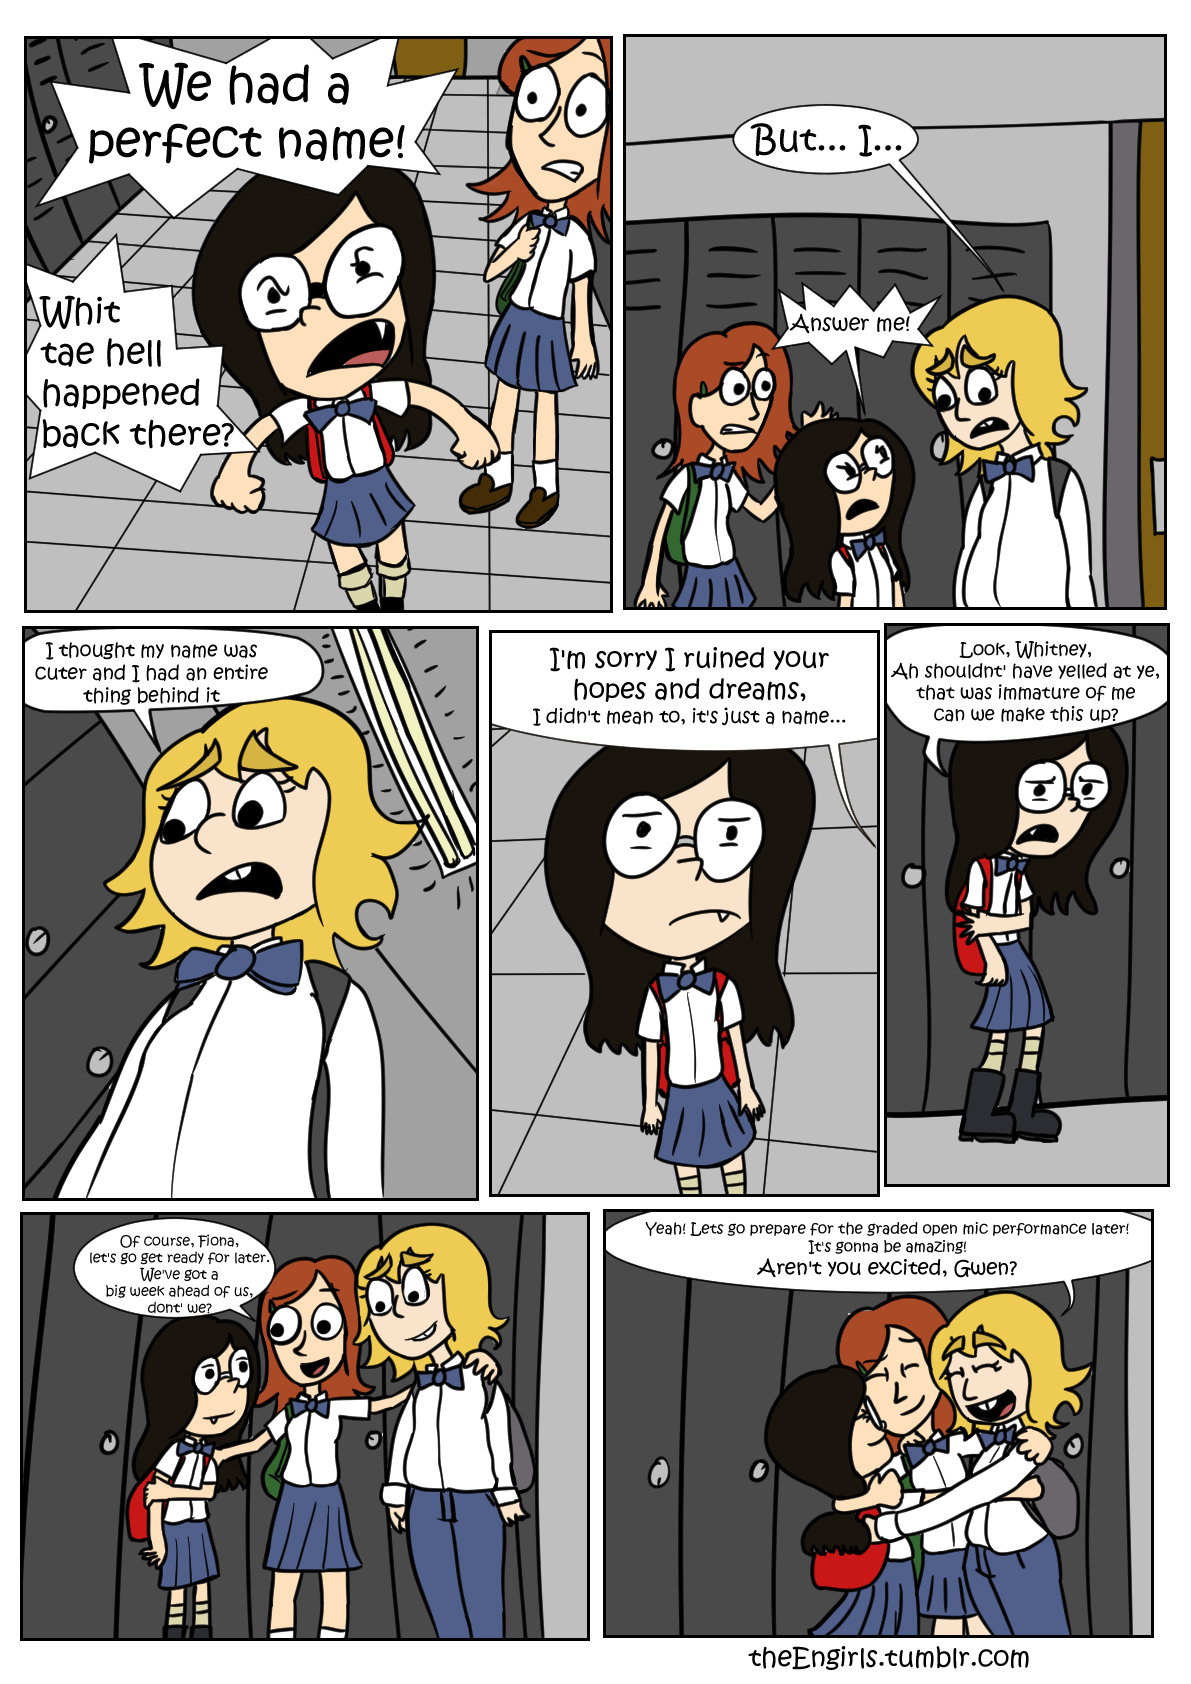 We had a
perfect name!
Whit
tae hell
happened
back there?
But... I...
Answer me!
I thought my name was
cuter and I had an entire
thing behind it
I'm sorry I ruined your
hopes and dreams,
I didn't mean to, it's just a name...
Look, Whitney,
Ah shouldnt' have yelled at ye,
that was immature of me
can we make this up?
Of course, Fiona,
let's go get ready for later.
We've got a
big week ahead of us,
dont' we?
Yeah! Lets go prepare for the graded open mic performance later!
It's gonna be amazing!
Aren't you excited, Gwen?
theEngirls.tumblr.com